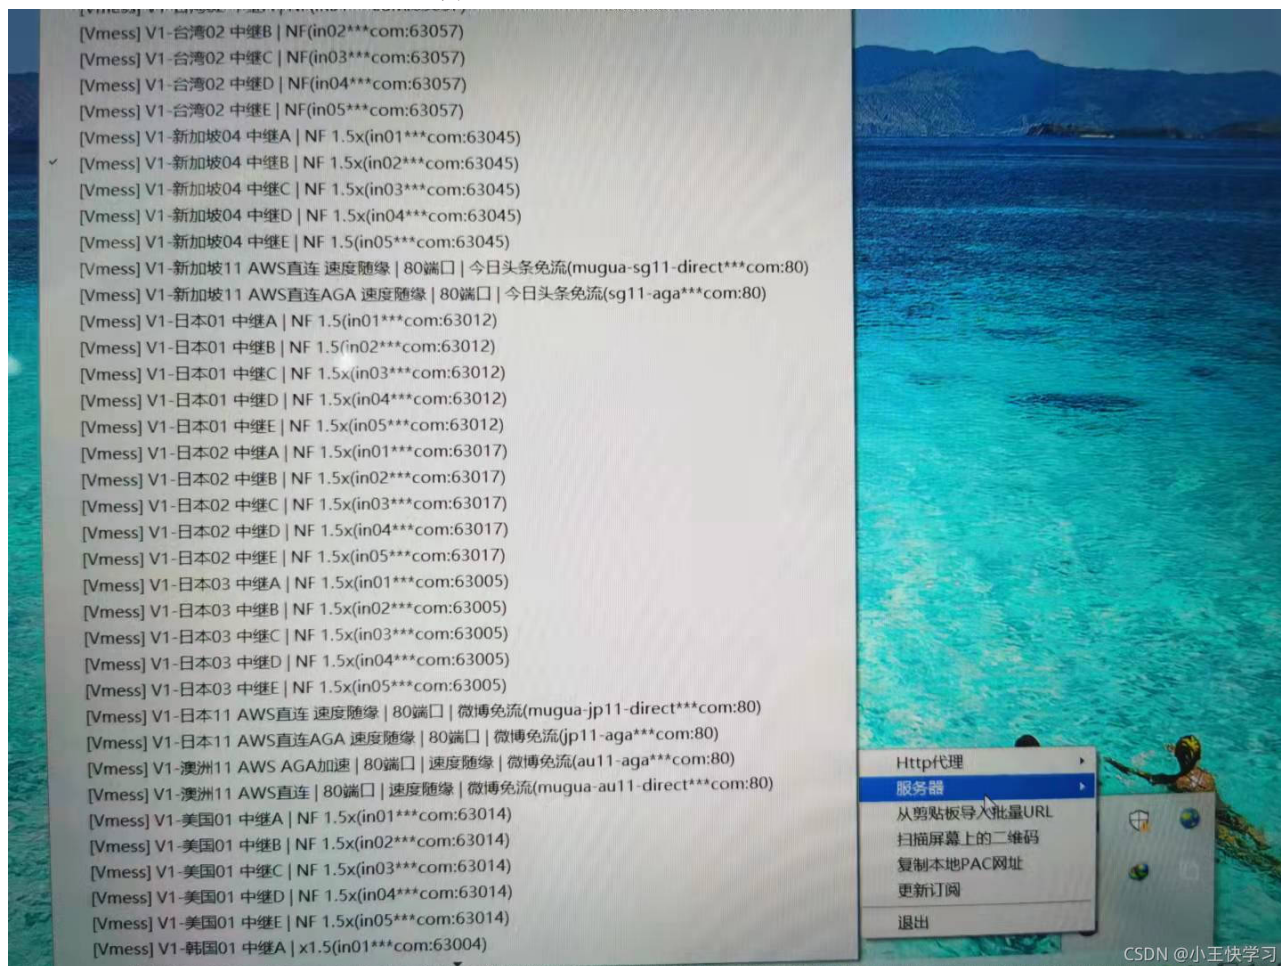 [Vmess] V1-台湾02 中继B | NF(in02***com:63057)
[Vmess] V1-台湾02 中继C | NF(in03***com:63057)
[Vmess] V1-台湾02 中继D | NF(in04***com:63057)
[Vmess] V1-台湾02 中继E | NF(in05***com:63057)
[Vmess] V1-新加坡04 中继A | NF 1.5x(in01***com:63045)
[Vmess] V1-新加坡04 中继B | NF 1.5x(in02***com:63045)
[Vmess] V1-新加坡04 中继C | NF 1.5x(in03***com:63045)
[Vmess] V1-新加坡04 中继D | NF 1.5x(in04***com:63045)
[Vmess] V1-新加坡04 中继E | NF 1.5(in05***com:63045)
[Vmess] V1-新加坡11 AWS直连 速度随缘 | 80端口 | 今日头条免流(mugua-sg11-direct***com:80)
[Vmess] V1-新加坡11 AWS直连AGA 速度随缘 | 80端口 | 今日头条免流(sg11-aga***com:80)
[Vmess] V1-日本01 中继A | NF 1.5(in01***com:63012)
[Vmess] V1-日本01 中继B | NF 1.5(in02***com:63012)
[Vmess] V1-日本01 中继C | NF 1.5x(in03***com:63012)
[Vmess] V1-日本01 中继D | NF 1.5x(in04***com:63012)
[Vmess] V1-日本01 中继E | NF 1.5x(in05***com:63012)
[Vmess] V1-日本02 中继A | NF 1.5x(in01***com:63017)
[Vmess] V1-日本02 中继B | NF 1.5x(in02***com:63017)
[Vmess] V1-日本02 中继C | NF 1.5x(in03***com:63017)
[Vmess] V1-日本02 中继D | NF 1.5x(in04***com:63017)
[Vmess] V1-日本02 中继E | NF 1.5x(in05***com:63017)
[Vmess] V1-日本03 中继A | NF 1.5x(in01***com:63005)
[Vmess] V1-日本03 中继B | NF 1.5x(in02***com:63005)
[Vmess] V1-日本03 中继C | NF 1.5x(in03***com:63005)
[Vmess] V1-日本03 中继D | NF 1.5x(in04***com:63005)
[Vmess] V1-日本03 中继E | NF 1.5x(in05***com:63005)
[Vmess] V1-日本11 AWS直连 速度随缘 | 80端口 | 微博免流(mugua-jp11-direct***com:80)
[Vmess] V1-日本11 AWS直连AGA 速度随缘 | 80端口 | 微博免流(jp11-aga***com:80)
[Vmess] V1-澳洲11 AWS AGA加速 | 80端口 | 速度随缘 | 微博免流(au11-aga***com:80)
[Vmess] V1-澳洲11 AWS直连 | 80端口 | 速度随缘 | 微博免流(mugua-au11-direct***com:80)
[Vmess] V1-美国01 中继A | NF 1.5x(in01***com:63014)
[Vmess] V1-美国01 中继B | NF 1.5x(in02***com:63014)
[Vmess] V1-美国01 中继C | NF 1.5x(in03***com:63014)
[Vmess] V1-美国01 中继D | NF 1.5x(in04***com:63014)
[Vmess] V1-美国01 中继E | NF 1.5x(in05***com:63014)
[Vmess] V1-韩国01 中继A | x1.5(in01***com:63004)
Http代理
服务器
从剪贴板导入批量URL
扫描屏幕上的二维码
复制本地PAC网址
更新订阅
退出
CSDN @小王快学习